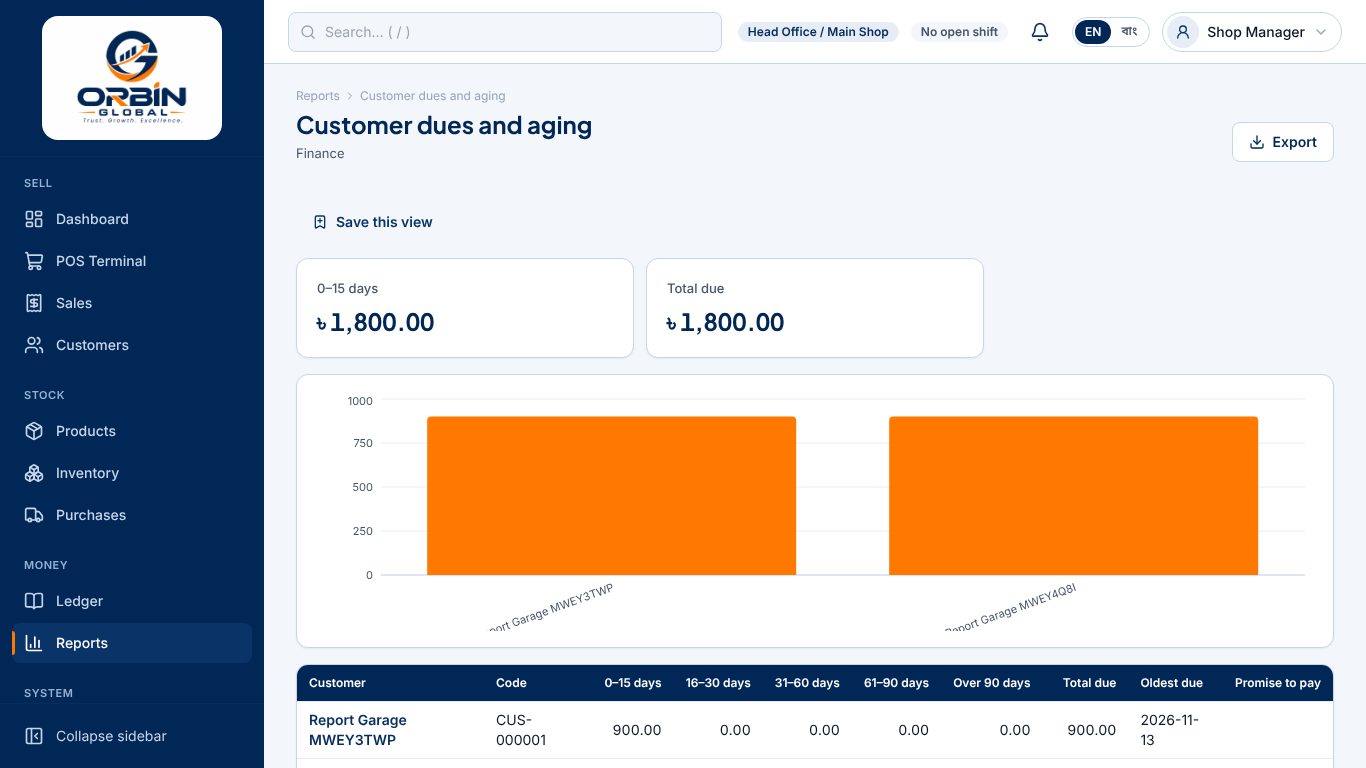 ORBIN
GLOBAL
Trust. Growth. Excellence.
Search... ( / )
Head Office / Main Shop
No open shift
EN
বাং
Shop Manager
SELL
Dashboard
POS Terminal
Sales
Customers
STOCK
Products
Inventory
Purchases
MONEY
Ledger
Reports
SYSTEM
Collapse sidebar
Reports > Customer dues and aging
Customer dues and aging
Finance
Export
Save this view
0–15 days
৳ 1,800.00
Total due
৳ 1,800.00
1000
750
500
250
0
port Garage MWEY3TWP
Report Garage MWEY4Q8I
Customer Code 0–15 days 16–30 days 31–60 days 61–90 days Over 90 days Total due Oldest due Promise to pay
Report Garage MWEY3TWP CUS-000001 900.00 0.00 0.00 0.00 0.00 900.00 2026-11-13